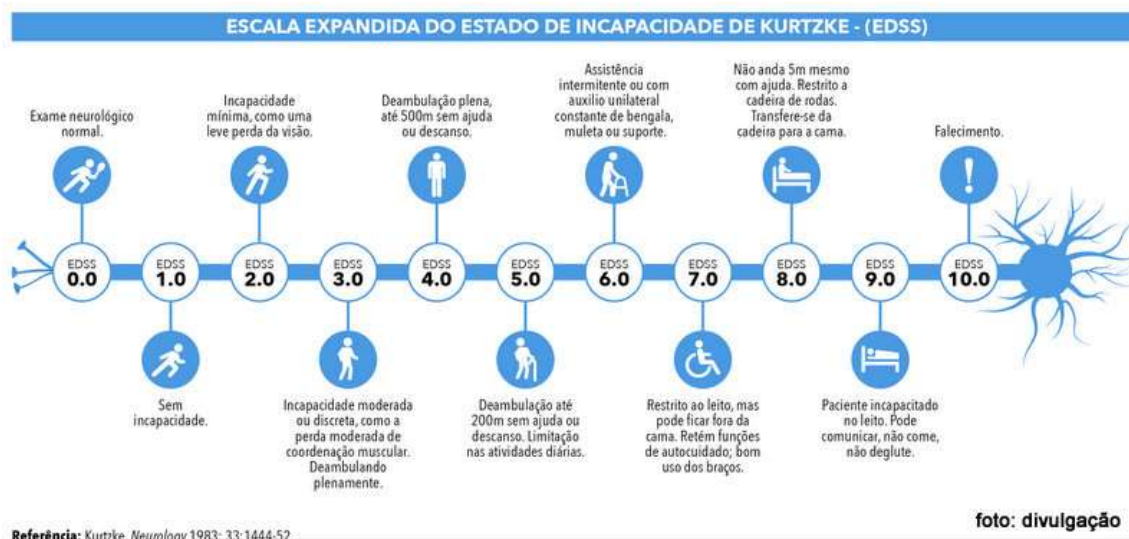 ESCALA EXPANDIDA DO ESTADO DE INCAPACIDADE DE KURTZKE - (EDSS)
Exame neurológico
normal.
Incapacidade
mínima, como uma
leve perda da visão.
Deambulação plena,
até 500m sem ajuda
ou descanso.
Assistência
intermitente ou com
auxilio unilateral
constante de bengala,
muleta ou suporte.
Não anda 5m mesmo
com ajuda. Restrito a
cadeira de rodas.
Transfere-se da
cadeira para a cama.
Falecimento.
EDSS
0.0
EDSS
1.0
EDSS
2.0
EDSS
3.0
EDSS
4.0
EDSS
5.0
EDSS
6.0
EDSS
7.0
EDSS
8.0
EDSS
9.0
EDSS
10.0
Sem
incapacidade.
Incapacidade moderada
ou discreta, como a
perda moderada de
coordenação muscular.
Deambulando
plenamente.
Deambulação até
200m sem ajuda ou
descanso. Limitação
nas atividades diárias.
Restrito ao leito, mas
pode ficar fora da
cama. Retém funções
de autocuidado; bom
uso dos braços.
Paciente incapacitado
no leito. Pode
comunicar, não come,
não deglute.
foto: divulgação
Referência: Kurtzke. Neurology 1983; 33:1444-52